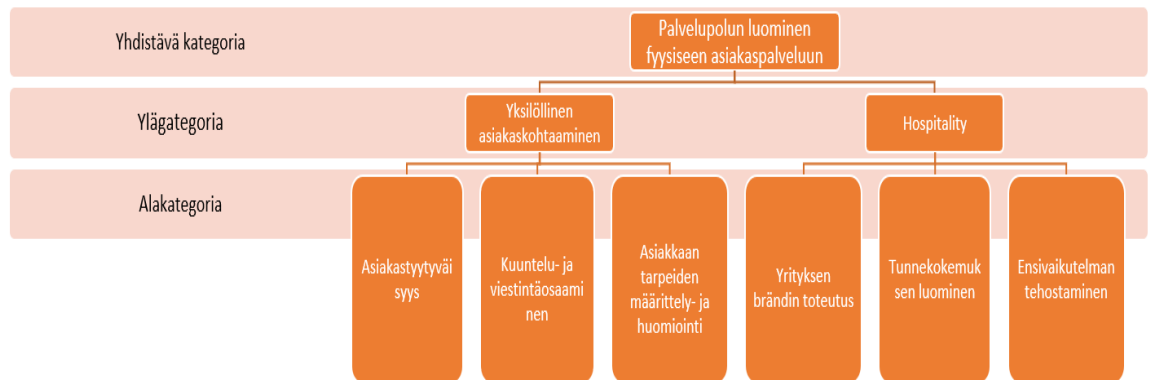 Yhdistävä kategoria
Palvelupolun luominen
fyysiseen asiakaspalveluun
Ylägategoria
Yksilöllinen
asiakaskohtaaminen
Hospitality
Alakategoria
Asiakastyytyväi
syys
Kuuntelu- ja
viestintäosaami
nen
Asiakkaan
tarpeiden
määrittely- ja
huomiointi
Yrityksen
brändin toteutus
Tunnekokemuk
sen luominen
Ensivaikutelman
tehostaminen